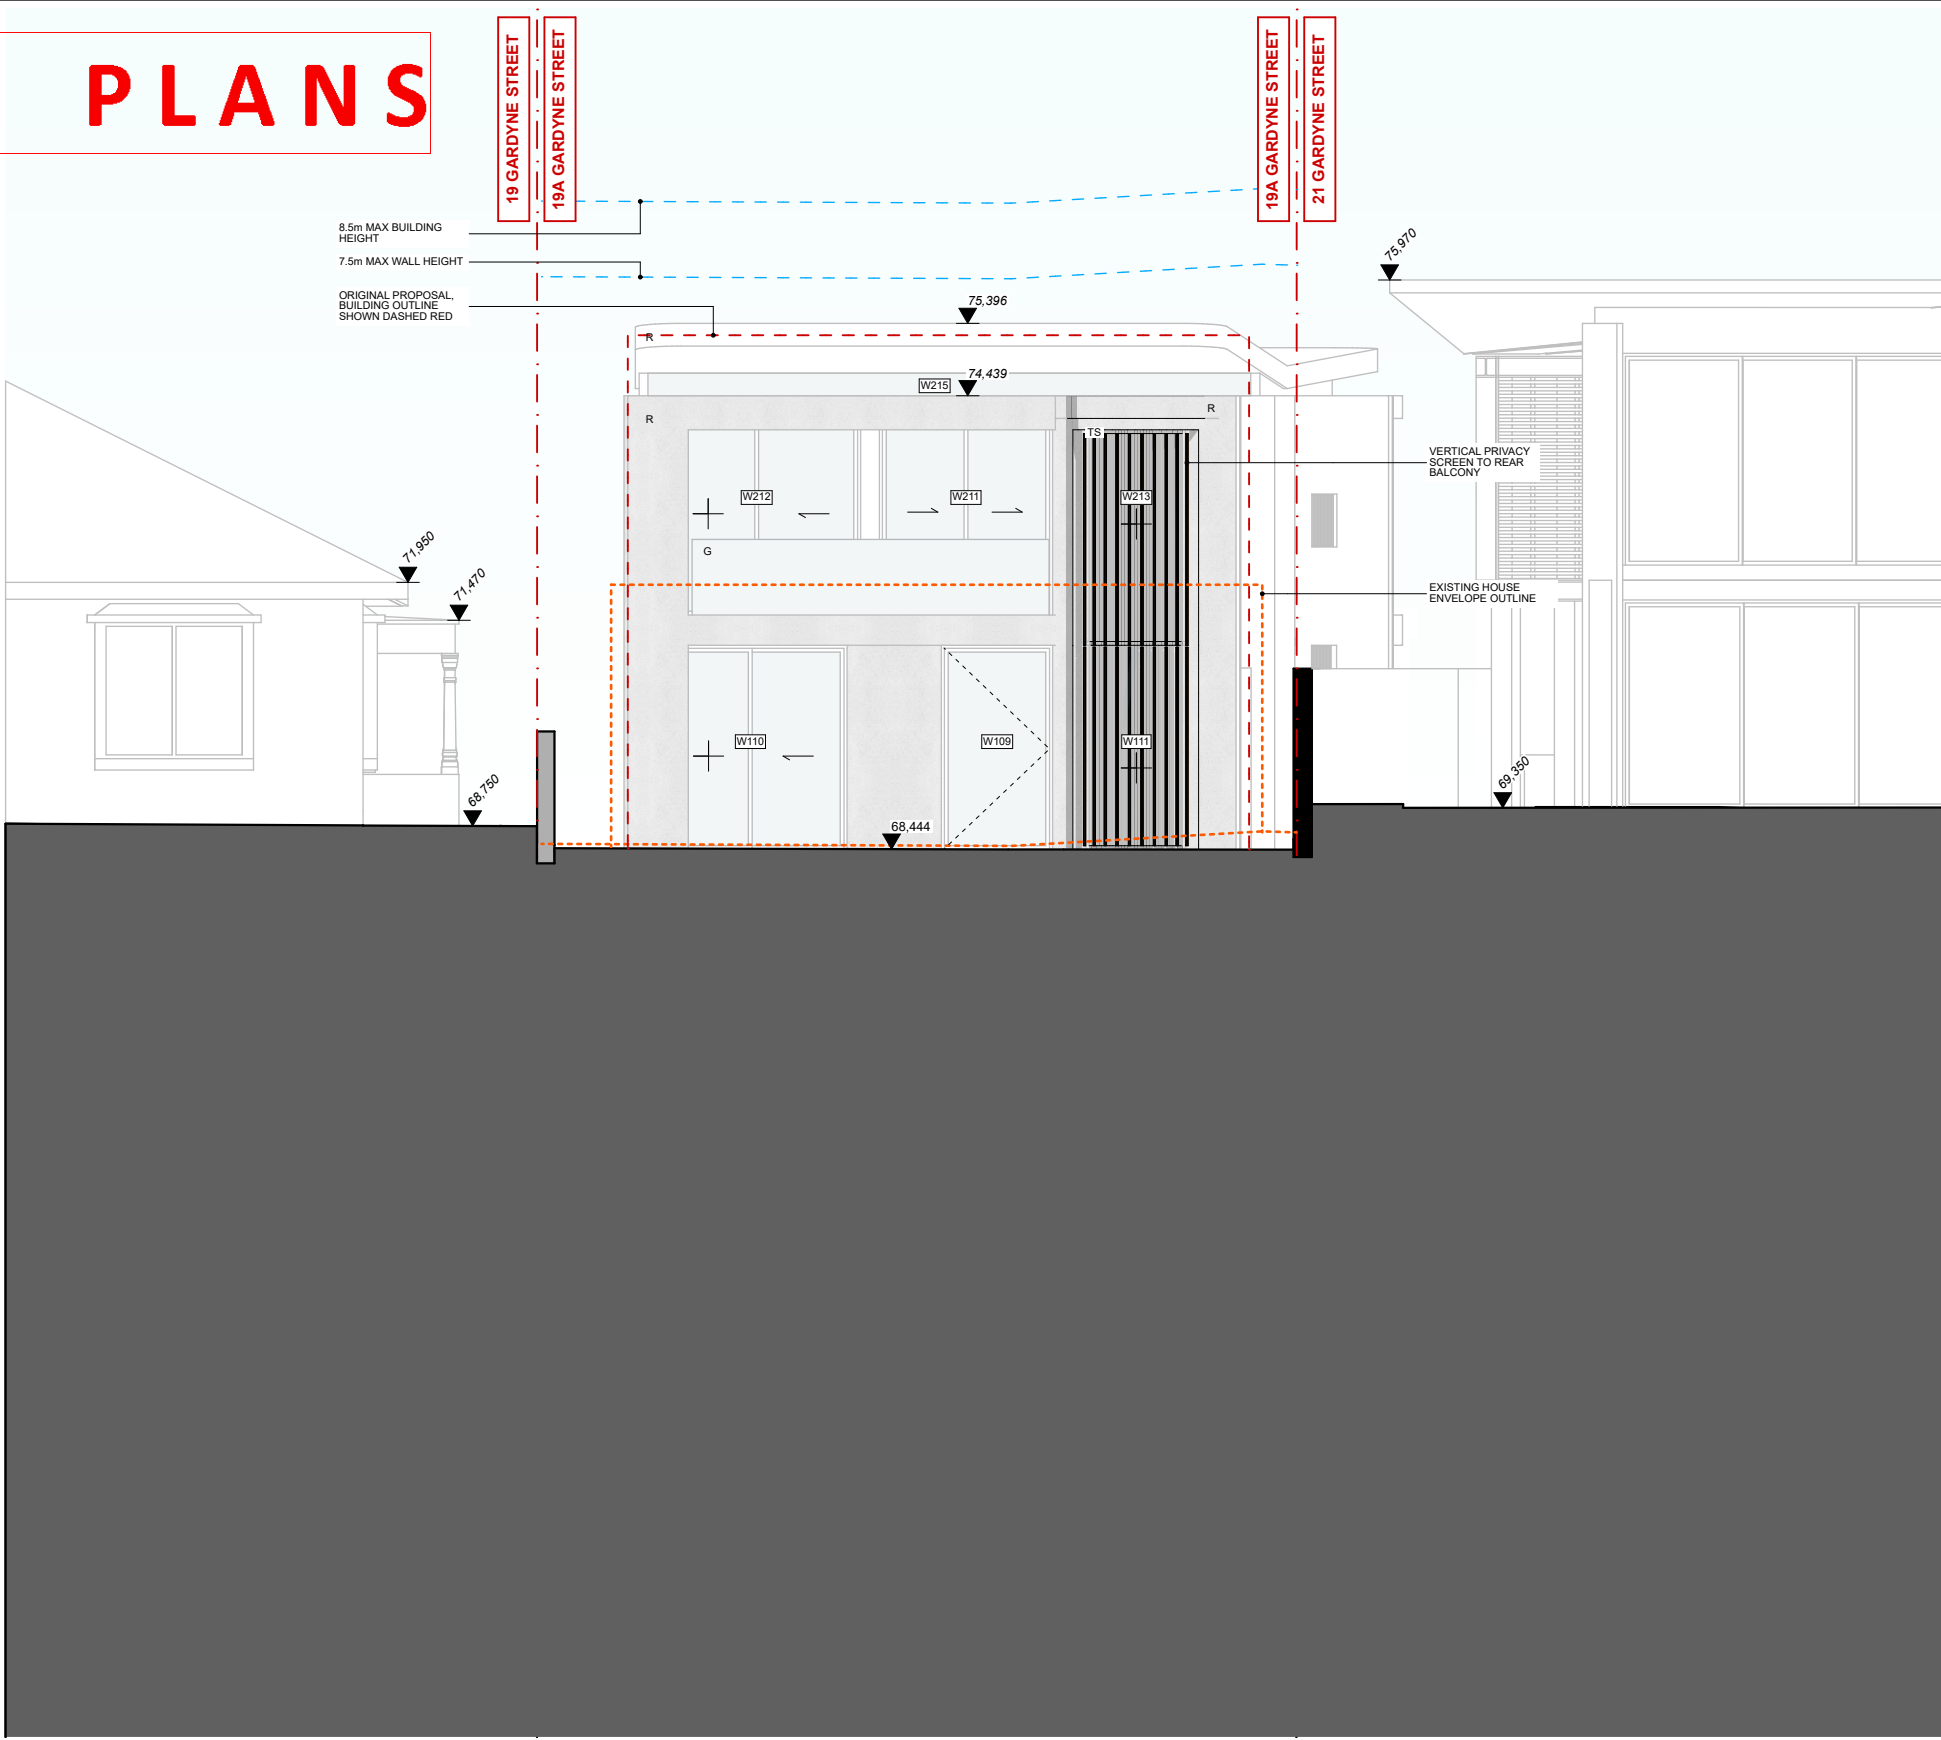 PLANS
19 GARDYNE STREET
19A GARDYNE STREET
19A GARDYNE STREET
21 GARDYNE STREET
8.5m MAX BUILDING
HEIGHT
7.5m MAX WALL HEIGHT
ORIGINAL PROPOSAL,
BUILDING OUTLINE
SHOWN DASHED RED
75,970
75,396
R
74,439
W215
R
R
TS
VERTICAL PRIVACY
SCREEN TO REAR
BALCONY
W212
W211
W213
G
71,950
71,470
EXISTING HOUSE
ENVELOPE OUTLINE
W110
W109
W111
68,750
69,350
68,444